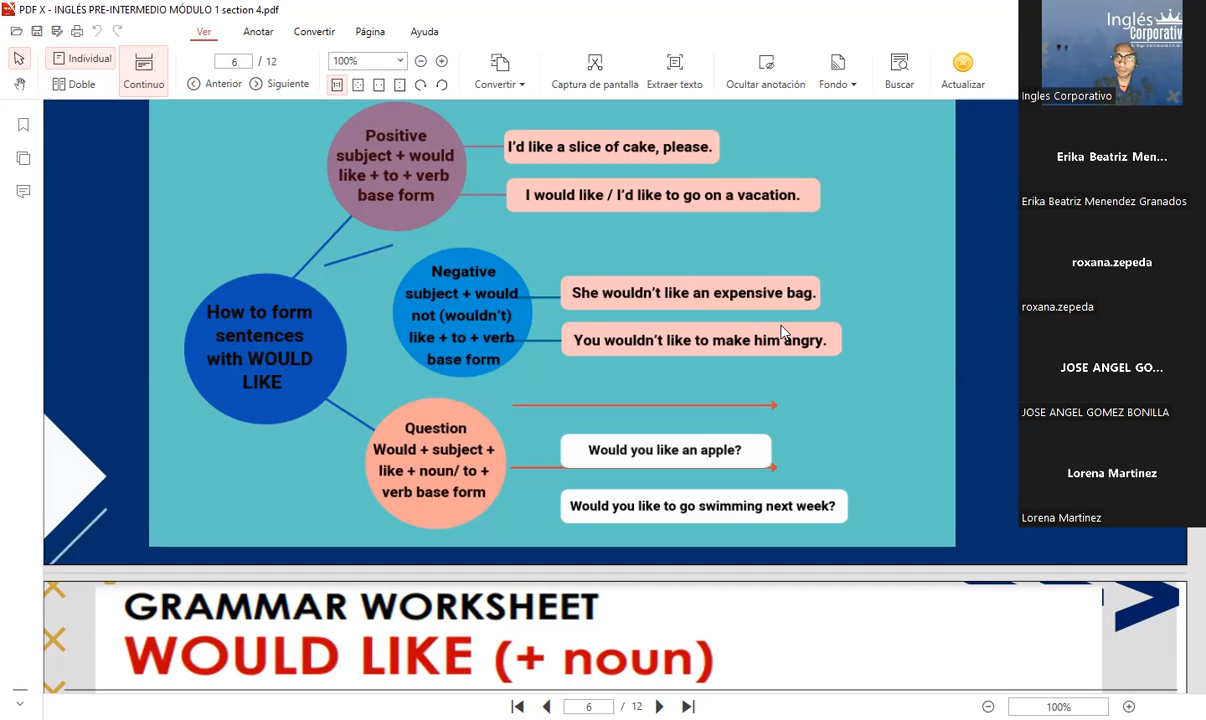 PDF X - INGLÉS PRE-INTERMEDIO MÓDULO 1 section 4.pdf
Ver
Anotar
Convertir
Página
Ayuda
Individual
Doble
Continuo
6 / 12
Anterior
Siguiente
100%
Convertir
Captura de pantalla
Extraer texto
Ocultar anotación
Fondo
Buscar
Actualizar
Positive
subject + would
like + to + verb
base form
I'd like a slice of cake, please.
I would like / I'd like to go on a vacation.
How to form
sentences
with WOULD
LIKE
Negative
subject + would
not (wouldn't)
like + to + verb
base form
She wouldn't like an expensive bag.
You wouldn't like to make him angry.
Question
Would + subject +
like + noun/ to +
verb base form
Would you like an apple?
Would you like to go swimming next week?
GRAMMAR WORKSHEET
WOULD LIKE (+ noun)
6 / 12
100%
Inglés
Corporativ
Ingles Corporativo
Erika Beatriz Men...
Erika Beatriz Menendez Granados
roxana.zepeda
roxana.zepeda
JOSE ANGEL GO...
JOSE ANGEL GOMEZ BONILLA
Lorena Martinez
Lorena Martinez